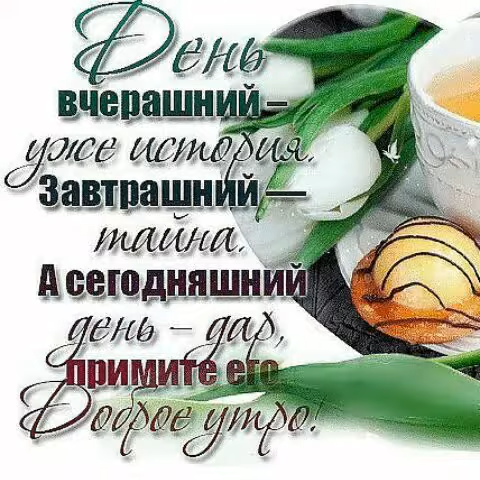 День
вчерашний –
уже история.
Завтрашний —
тайна.
А сегодняшний
день – дар,
примите его.
Доброе утро!